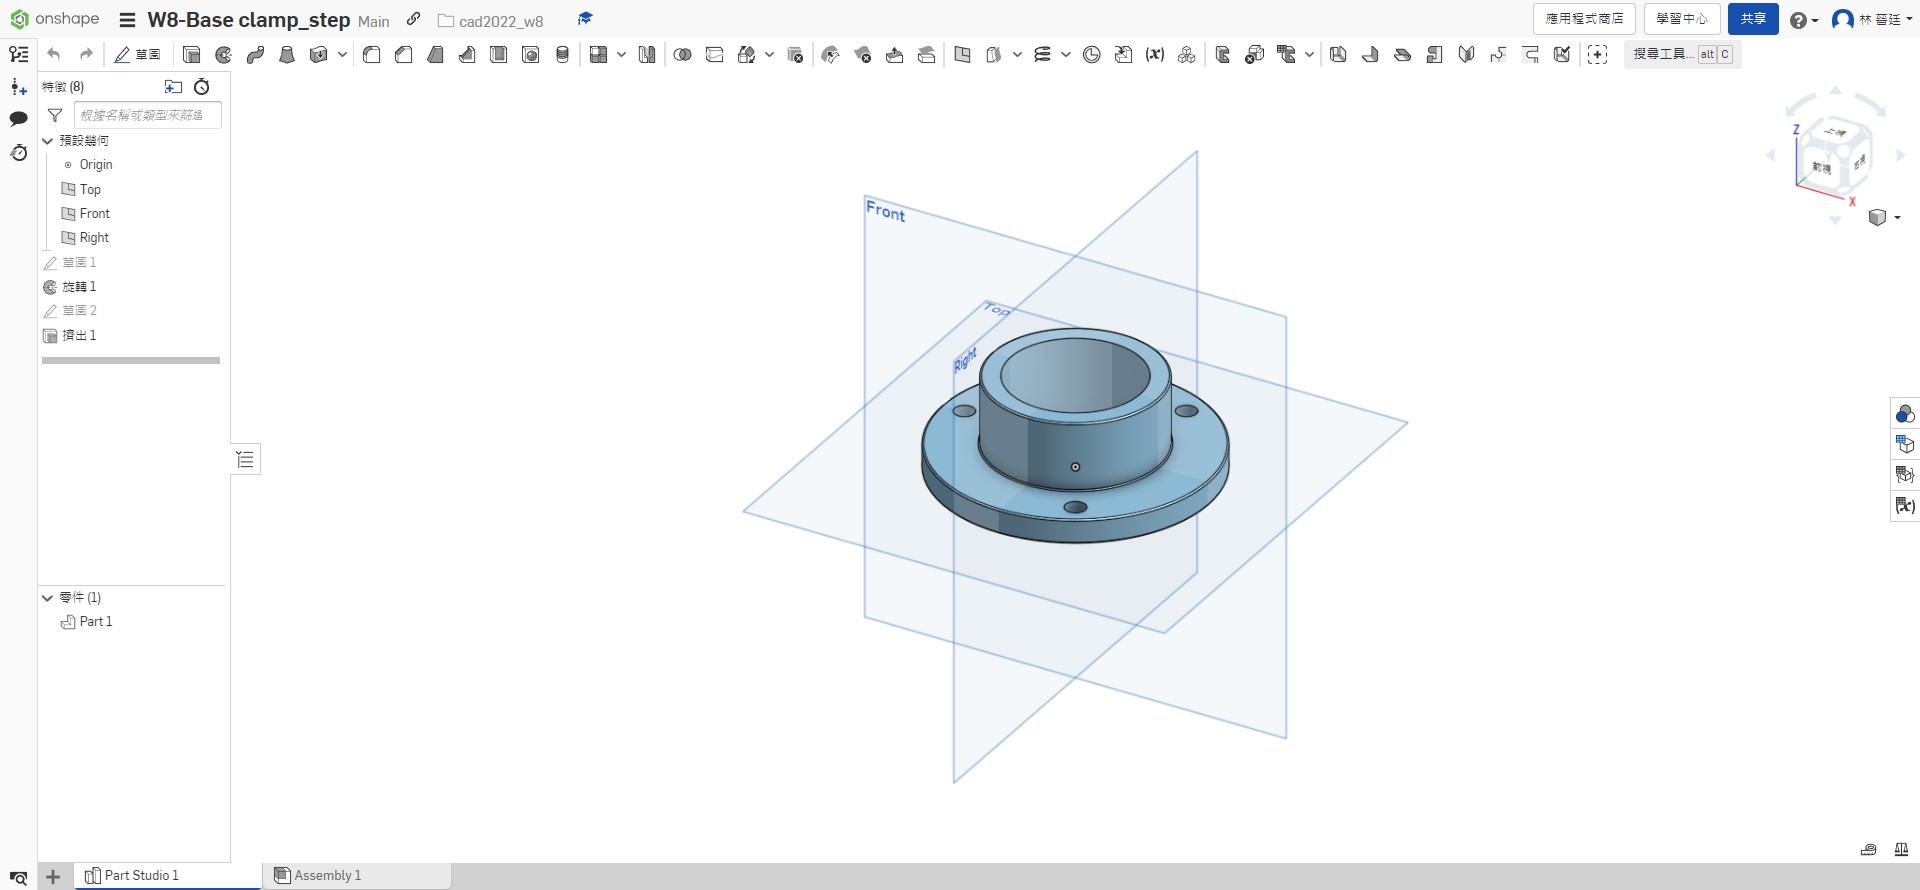 onshape W8-Base clamp_step Main cad2022_w8 應用程式商店 學習中心 共享 林 晉廷
草圖 搜尋工具... alt C
特徵 (8)
根據名稱或類型來篩選
預設幾何
Origin
Top
Front
Right
草圖 1
旋轉 1
草圖 2
擠出 1
零件 (1)
Part 1
Front
Top
Right
Z
上視
前視
右視
Y
X
(x)
(x)
Part Studio 1 Assembly 1